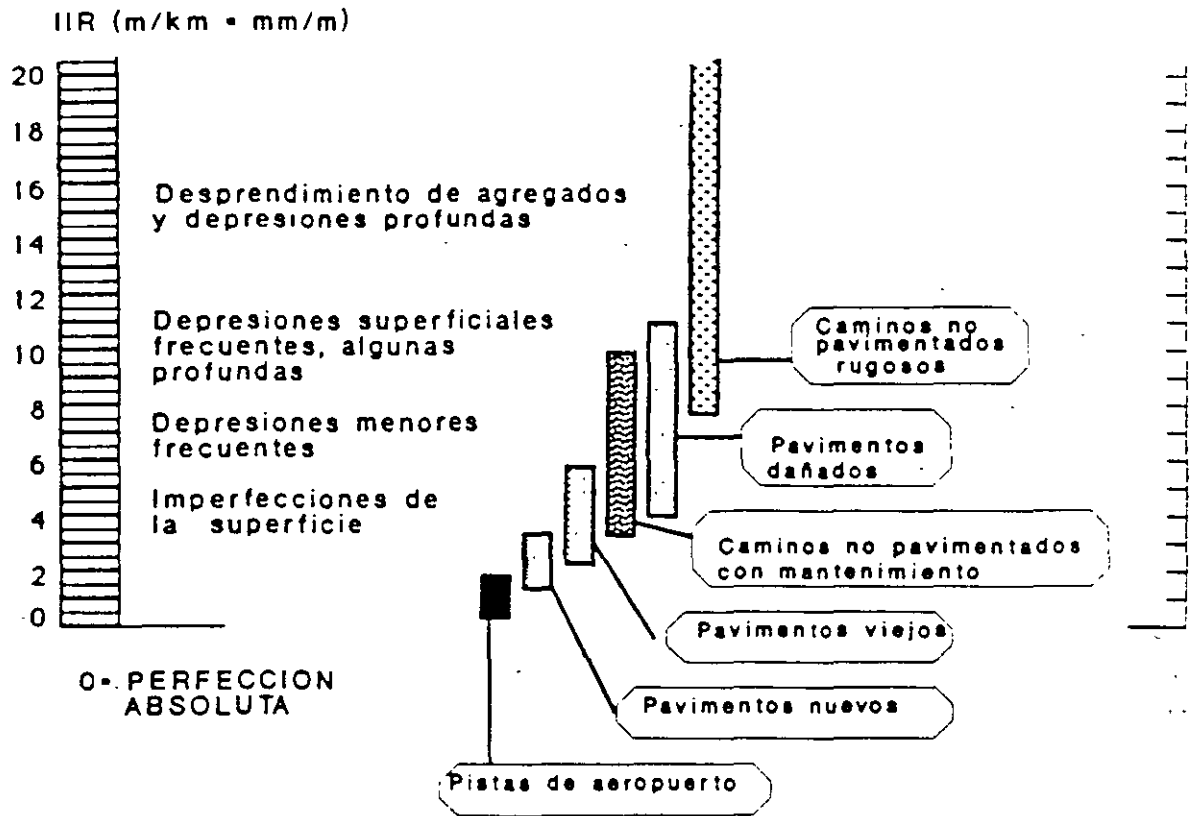 IIR (m/km = mm/m)
20
18
16
14
12
10
8
6
4
2
0
Desprendimiento de agregados
y depresiones profundas
Depresiones superficiales
frecuentes, algunas
profundas
Depresiones menores
frecuentes
Imperfecciones de
la superficie
0=. PERFECCION
ABSOLUTA
Caminos no
pavimentados
rugosos
Pavimentos
dañados
Caminos no pavimentados
con mantenimiento
Pavimentos viejos
Pavimentos nuevos
Pistas de aeropuerto